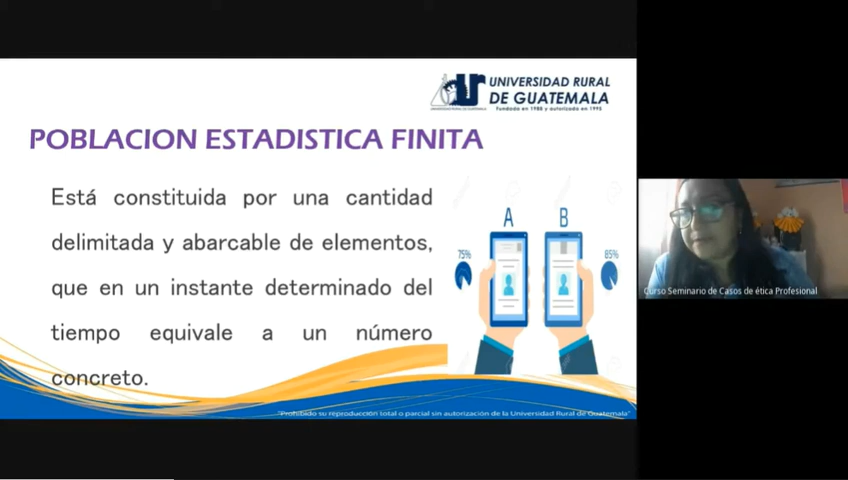 UNIVERSIDAD RURAL
DE GUATEMALA
Fundada en 1988 y autorizada en 1995
POBLACION ESTADISTICA FINITA
Está constituida por una cantidad
delimitada y abarcable de elementos,
que en un instante determinado del
tiempo equivale a un número
concreto.
A B
75% 85%
Curso Seminario de Casos de ética Profesional
"Prohibido su reproducción total o parcial sin autorización de la Universidad Rural de Guatemala"